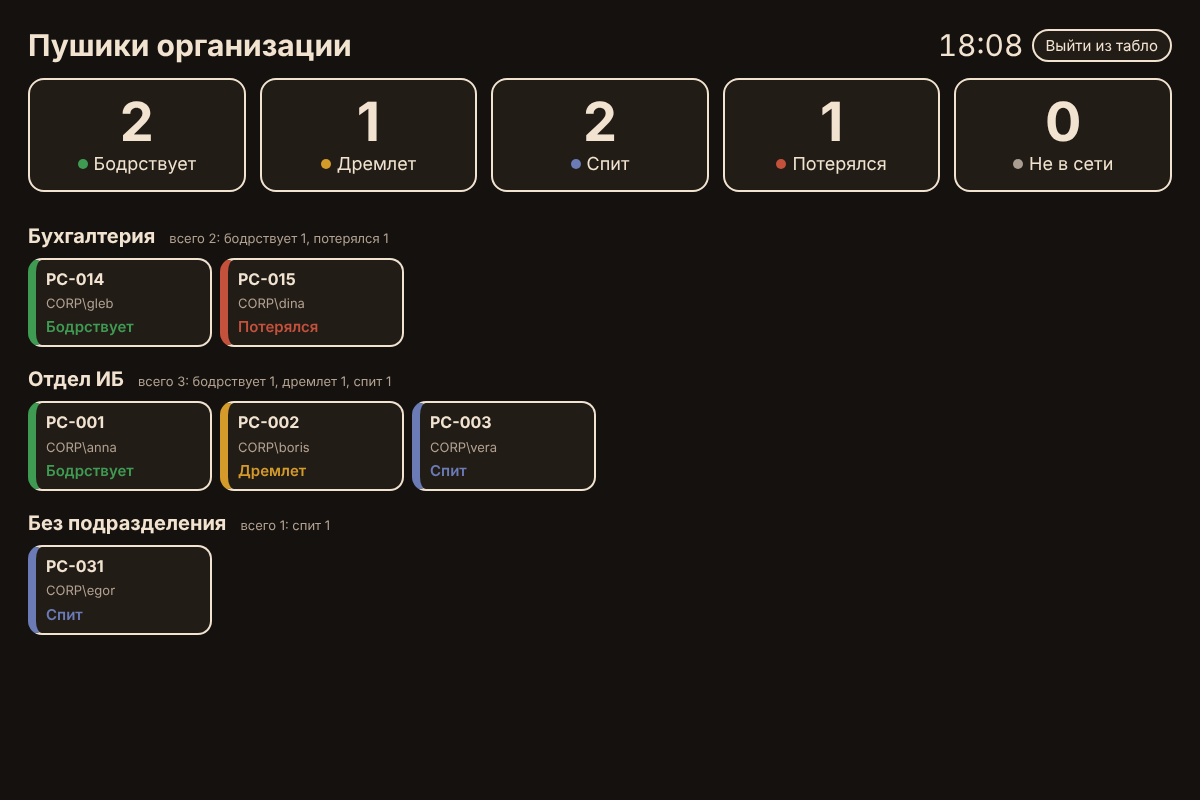 Пушики организации
18:08
Выйти из табло
2
Бодрствует
1
Дремлет
2
Спит
1
Потерялся
0
Не в сети
Бухгалтерия всего 2: бодрствует 1, потерялся 1
PC-014
CORP\gleb
Бодрствует
PC-015
CORP\dina
Потерялся
Отдел ИБ всего 3: бодрствует 1, дремлет 1, спит 1
PC-001
CORP\anna
Бодрствует
PC-002
CORP\boris
Дремлет
PC-003
CORP\vera
Спит
Без подразделения всего 1: спит 1
PC-031
CORP\egor
Спит